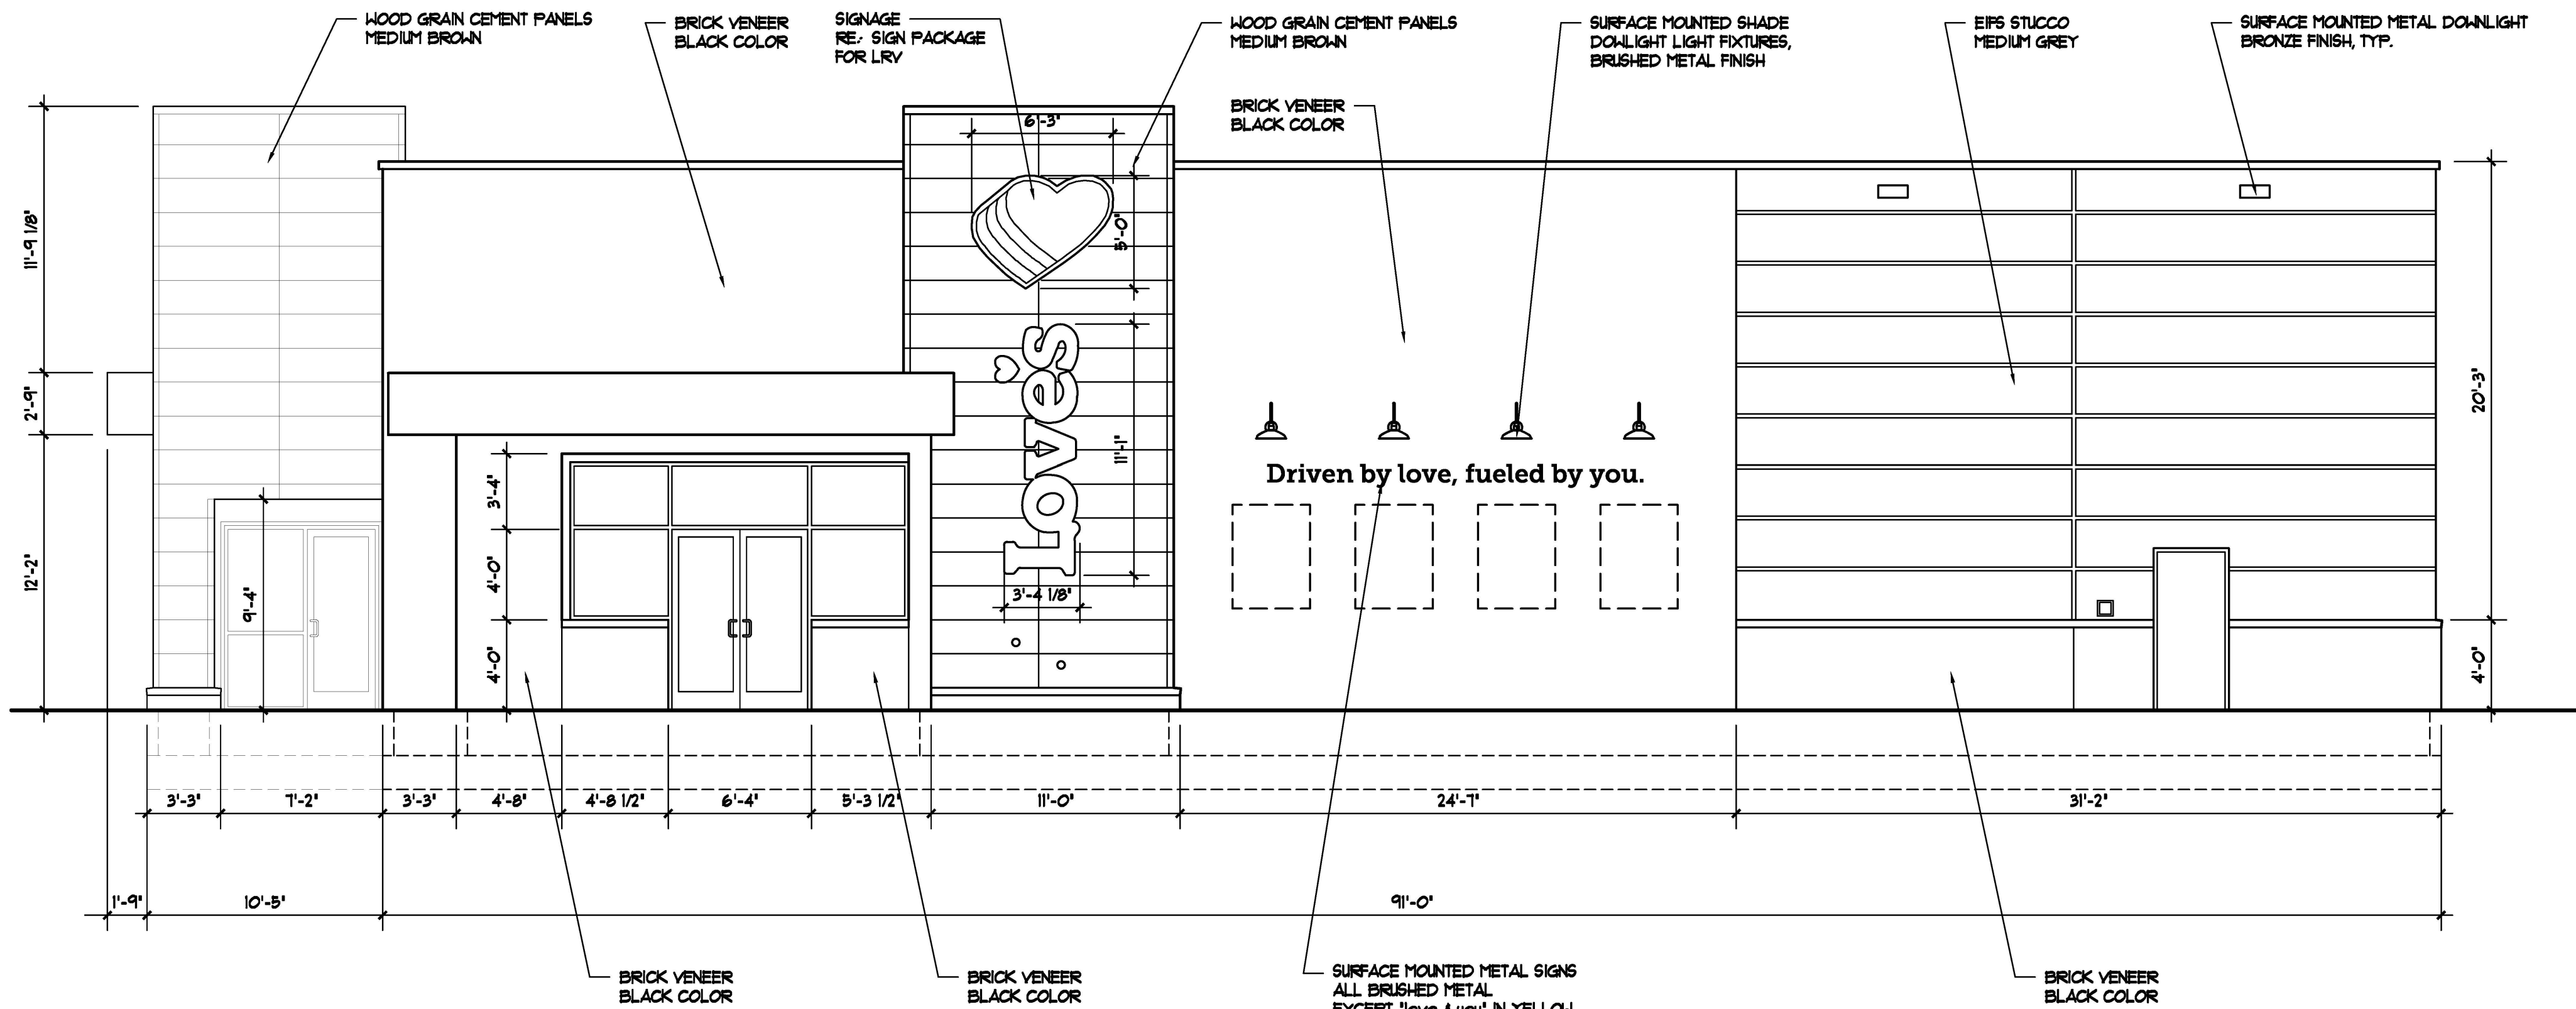 WOOD GRAIN CEMENT PANELS
MEDIUM BROWN
BRICK VENEER
BLACK COLOR
SIGNAGE
RE: SIGN PACKAGE
FOR LRV
WOOD GRAIN CEMENT PANELS
MEDIUM BROWN
BRICK VENEER
BLACK COLOR
SURFACE MOUNTED SHADE
DOWLIGHT LIGHT FIXTURES,
BRUSHED METAL FINISH
EIFS STUCCO
MEDIUM GREY
SURFACE MOUNTED METAL DOWNLIGHT
BRONZE FINISH, TYP.
11'-9 1/8"
2'-9"
12'-2"
9'-4"
3'-4"
4'-0"
4'-0"
6'-3"
5'-0"
Love's
11'-1"
3'-4 1/8"
Driven by love, fueled by you.
20'-3"
4'-0"
3'-3"
7'-2"
3'-3"
4'-8"
4'-8 1/2"
6'-4"
5'-3 1/2"
11'-0"
24'-7"
31'-2"
1'-9"
10'-5"
91'-0"
BRICK VENEER
BLACK COLOR
BRICK VENEER
BLACK COLOR
SURFACE MOUNTED METAL SIGNS
ALL BRUSHED METAL
EXCEPT "love & you" IN YELLOW
BRICK VENEER
BLACK COLOR